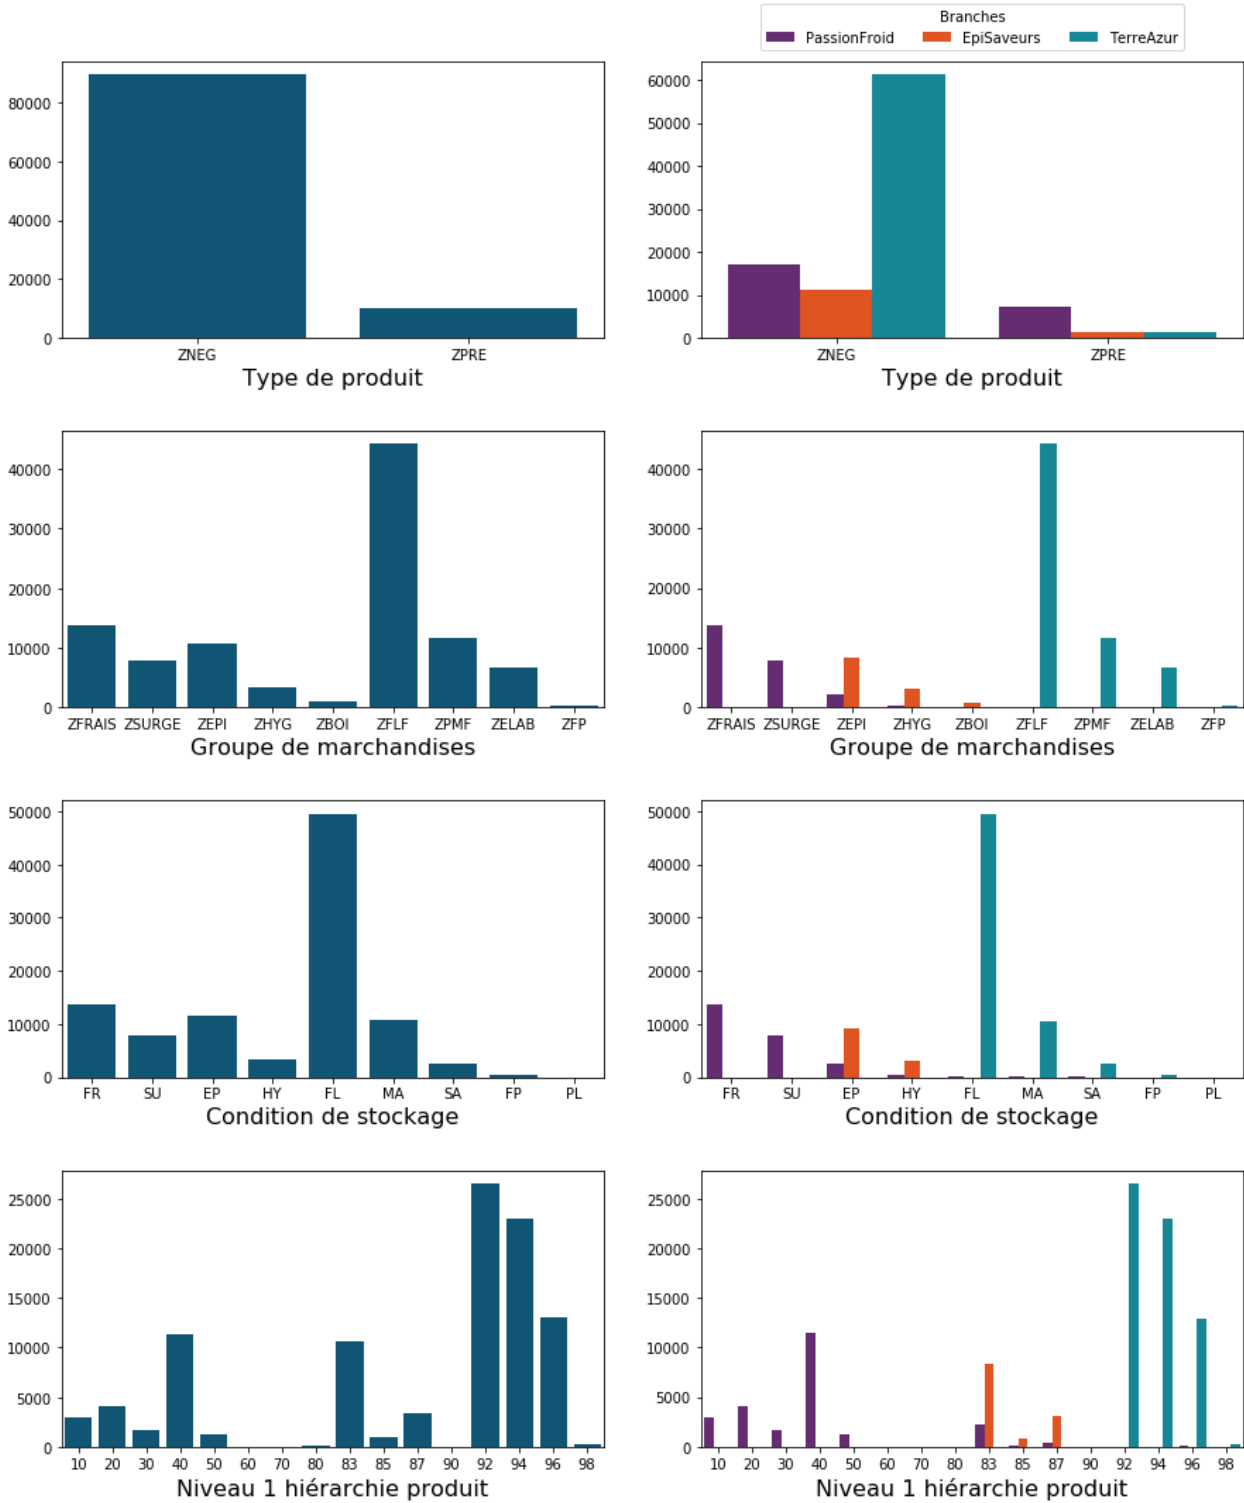 Branches
PassionFroid EpiSaveurs TerreAzur
80000
60000
40000
20000
0
ZNEG ZPRE
Type de produit
60000
50000
40000
30000
20000
10000
0
ZNEG ZPRE
Type de produit
40000
30000
20000
10000
0
ZFRAIS ZSURGE ZEPI ZHYG ZBOI ZFLF ZPMF ZELAB ZFP
Groupe de marchandises
40000
30000
20000
10000
0
ZFRAIS ZSURGE ZEPI ZHYG ZBOI ZFLF ZPMF ZELAB ZFP
Groupe de marchandises
50000
40000
30000
20000
10000
0
FR SU EP HY FL MA SA FP PL
Condition de stockage
50000
40000
30000
20000
10000
0
FR SU EP HY FL MA SA FP PL
Condition de stockage
25000
20000
15000
10000
5000
0
10 20 30 40 50 60 70 80 83 85 87 90 92 94 96 98
Niveau 1 hiérarchie produit
25000
20000
15000
10000
5000
0
10 20 30 40 50 60 70 80 83 85 87 90 92 94 96 98
Niveau 1 hiérarchie produit